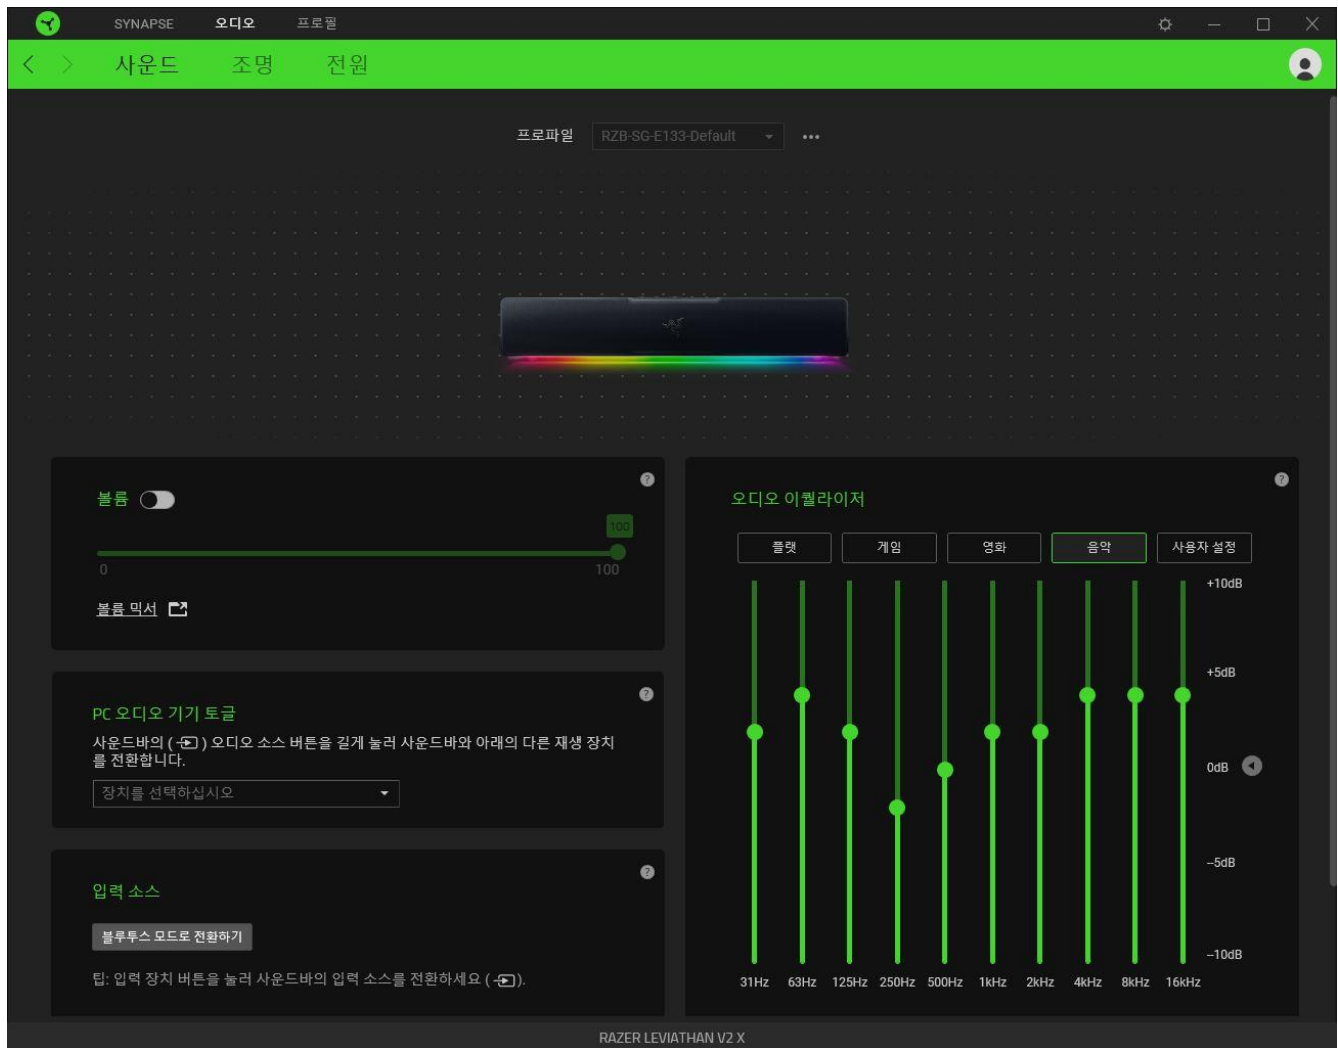 SYNAPSE 오디오 프로필
사운드 조명 전원
프로파일 RZB-SG-E133-Default
볼륨
100
0 100
볼륨 믹서
PC 오디오 기기 토글
사운드바의 ( ) 오디오 소스 버튼을 길게 눌러 사운드바와 아래의 다른 재생 장치
를 전환합니다.
장치를 선택하십시오
입력 소스
블루투스 모드로 전환하기
팁: 입력 장치 버튼을 눌러 사운드바의 입력 소스를 전환하세요 ( ).
오디오 이퀄라이저
플랫 게임 영화 음악 사용자 설정
+10dB
+5dB
0dB
--5dB
--10dB
31Hz 63Hz 125Hz 250Hz 500Hz 1kHz 2kHz 4kHz 8kHz 16kHz
RAZER LEVIATHAN V2 X